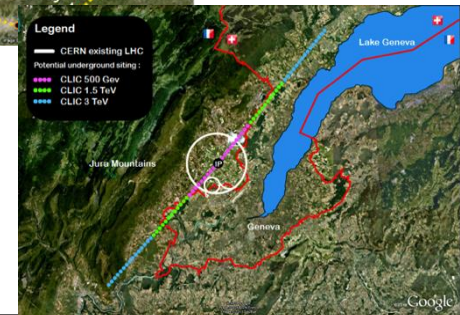 Legend
CERN existing LHC
Potential underground siting :
CLIC 500 Gev
CLIC 1.5 TeV
CLIC 3 TeV
Lake Geneva
Jura Mountains
IP
Geneva
Google